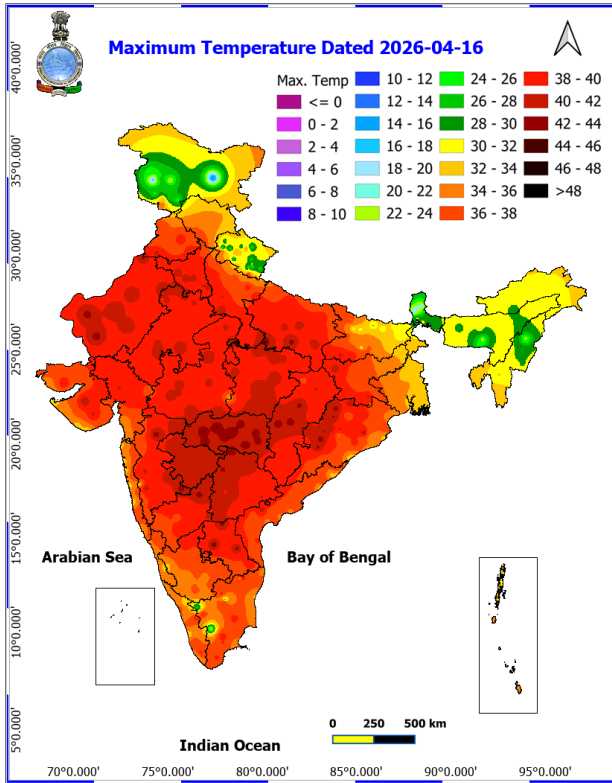 Maximum Temperature Dated 2026-04-16
Max. Temp
<= 0
0 - 2
2 - 4
4 - 6
6 - 8
8 - 10
10 - 12
12 - 14
14 - 16
16 - 18
18 - 20
20 - 22
22 - 24
24 - 26
26 - 28
28 - 30
30 - 32
32 - 34
34 - 36
36 - 38
38 - 40
40 - 42
42 - 44
44 - 46
46 - 48
>48
40°0.000'
35°0.000'
30°0.000'
25°0.000'
20°0.000'
15°0.000'
10°0.000'
5°0.000'
Arabian Sea
Bay of Bengal
Indian Ocean
0 250 500 km
70°0.000' 75°0.000' 80°0.000' 85°0.000' 90°0.000' 95°0.000'